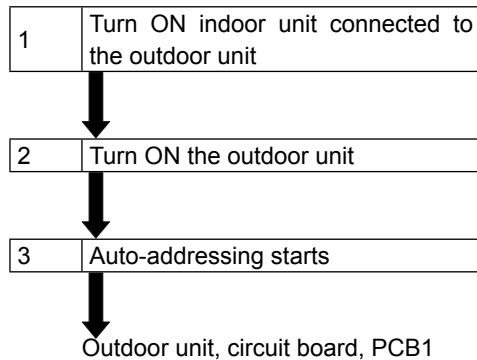 1 Turn ON indoor unit connected to
the outdoor unit
2 Turn ON the outdoor unit
3 Auto-addressing starts
Outdoor unit, circuit board, PCB1